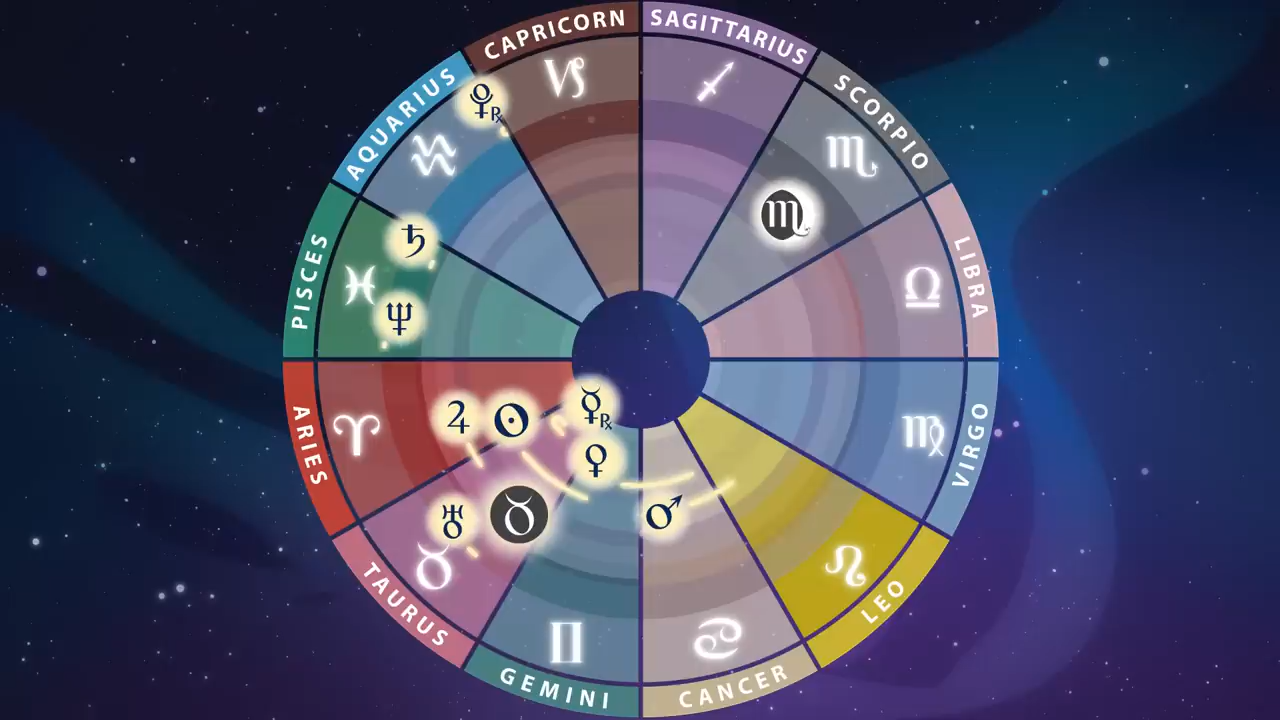 CAPRICORN
SAGITTARIUS
SCORPIO
LIBRA
VIRGO
LEO
CANCER
GEMINI
TAURUS
ARIES
PISCES
AQUARIUS
♑
♐
♏
♎
♍
♌
♋
♊
♉
♈
♓
♒
♇℞
♄
♆
♃
☉
☿℞
♀
♂
♅
♉
♏